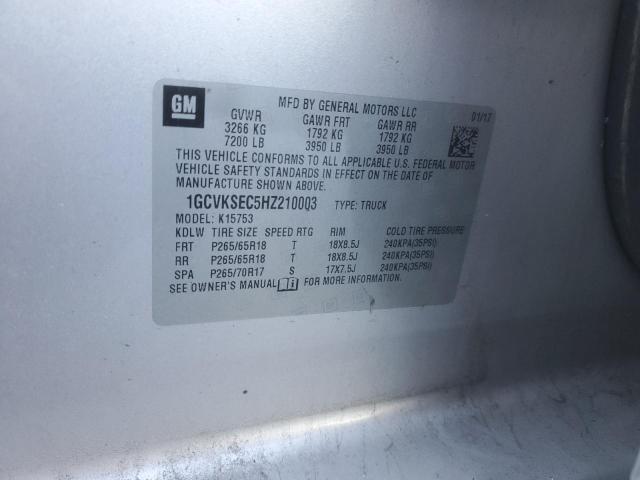 GM
MFD BY GENERAL MOTORS LLC
01/17
GVWR GAWR FRT GAWR RR
3266 KG 1792 KG 1792 KG
7200 LB 3950 LB 3950 LB
THIS VEHICLE CONFORMS TO ALL APPLICABLE U.S. FEDERAL MOTOR
VEHICLE SAFETY STANDARDS IN EFFECT ON THE DATE OF
MANUFACTURE SHOWN ABOVE.
1GCVKSEC5HZ210003 TYPE: TRUCK
MODEL: K15753
KDLW TIRE SIZE SPEED RTG RIM COLD TIRE PRESSURE
FRT P265/65R18 T 18X8.5J 240KPA(35PSI)
RR P265/65R18 T 18X8.5J 240KPA(35PSI)
SPA P265/70R17 S 17X7.5J 240KPA(35PSI)
SEE OWNER'S MANUAL FOR MORE INFORMATION.